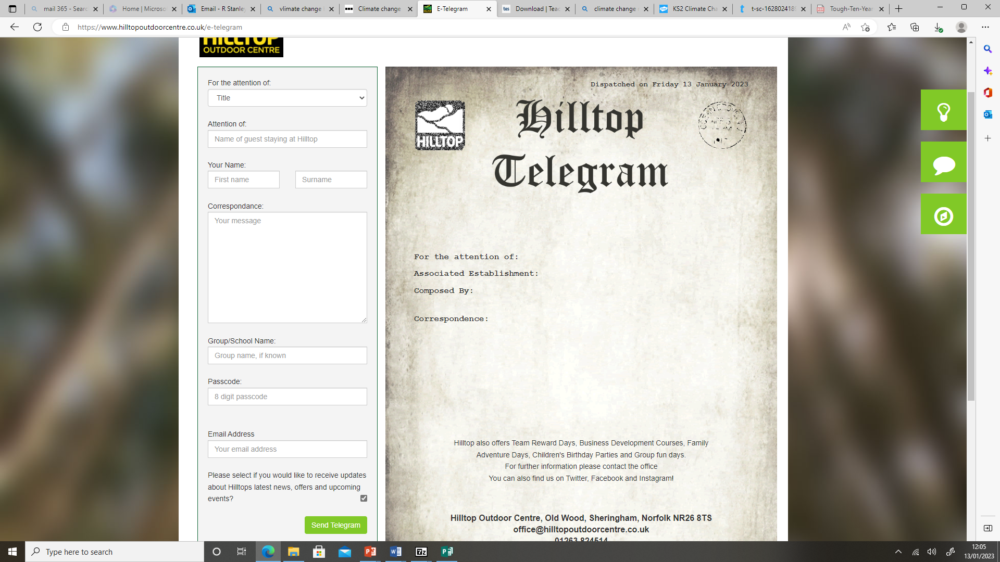 mail 365 - Sear
Home | Microso
Email - R Stanle
vlimate change
Climate change
E-Telegram
Download | Tea
climate change
KS2 Climate Cha
t-sc-162802418
Tough-Ten-Year
https://www.hilltopoutdoorcentre.co.uk/e-telegram
HILLTOP
OUTDOOR CENTRE
For the attention of:
Title
Attention of:
Name of guest staying at Hilltop
Your Name:
First name
Surname
Correspondance:
Your message
Group/School Name:
Group name, if known
Passcode:
8 digit passcode
Email Address
Your email address
Please select if you would like to receive updates
about Hilltops latest news, offers and upcoming
events?
Send Telegram
Dispatched on Friday 13 January 2023
HILLTOP
Hilltop
Telegram
For the attention of:
Associated Establishment:
Composed By:
Correspondence:
Hilltop also offers Team Reward Days, Business Development Courses, Family
Adventure Days, Children's Birthday Parties and Group fun days.
For further information please contact the office
You can also find us on Twitter, Facebook and Instagram!
Hilltop Outdoor Centre, Old Wood, Sheringham, Norfolk NR26 8TS
office@hilltopoutdoorcentre.co.uk
01263 824514
Type here to search
12:05
13/01/2023